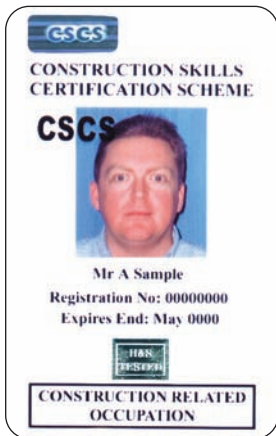 CSCS
CONSTRUCTION SKILLS
CERTIFICATION SCHEME
CSCS
Mr A Sample
Registration No: 00000000
Expires End: May 0000
H&S
TESTED
CONSTRUCTION RELATED
OCCUPATION